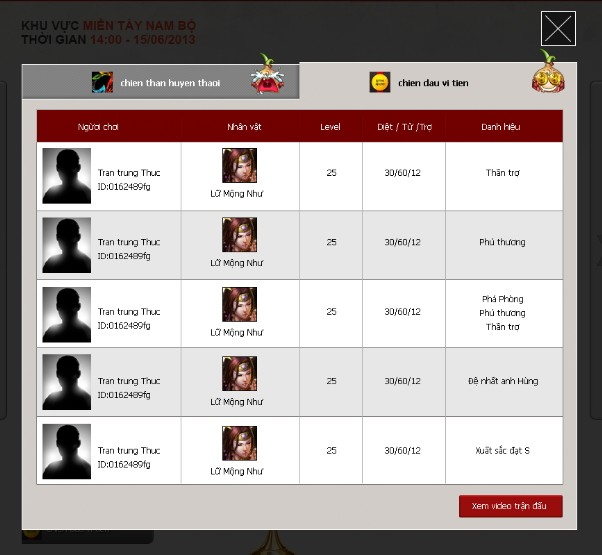 KHU VỰC MIỀN TÂY NAM BỘ
THỜI GIAN 14:00 - 15/06/2013
chien than huyen thaoi
chien dau vi tien
Người chơi Nhân vật Level Diệt / Tử /Trợ Danh hiệu
Tran trung Thuc
ID:0162489fg
Lữ Mộng Như
25 30/60/12 Thần trợ
Tran trung Thuc
ID:0162489fg
Lữ Mộng Như
25 30/60/12 Phú thương
Tran trung Thuc
ID:0162489fg
Lữ Mộng Như
25 30/60/12
Phá Phòng
Phú thương
Thần trợ
Tran trung Thuc
ID:0162489fg
Lữ Mộng Như
25 30/60/12 Đệ nhất anh Hùng
Tran trung Thuc
ID:0162489fg
Lữ Mộng Như
25 30/60/12 Xuất sắc đạt S
Xem video trận đấu